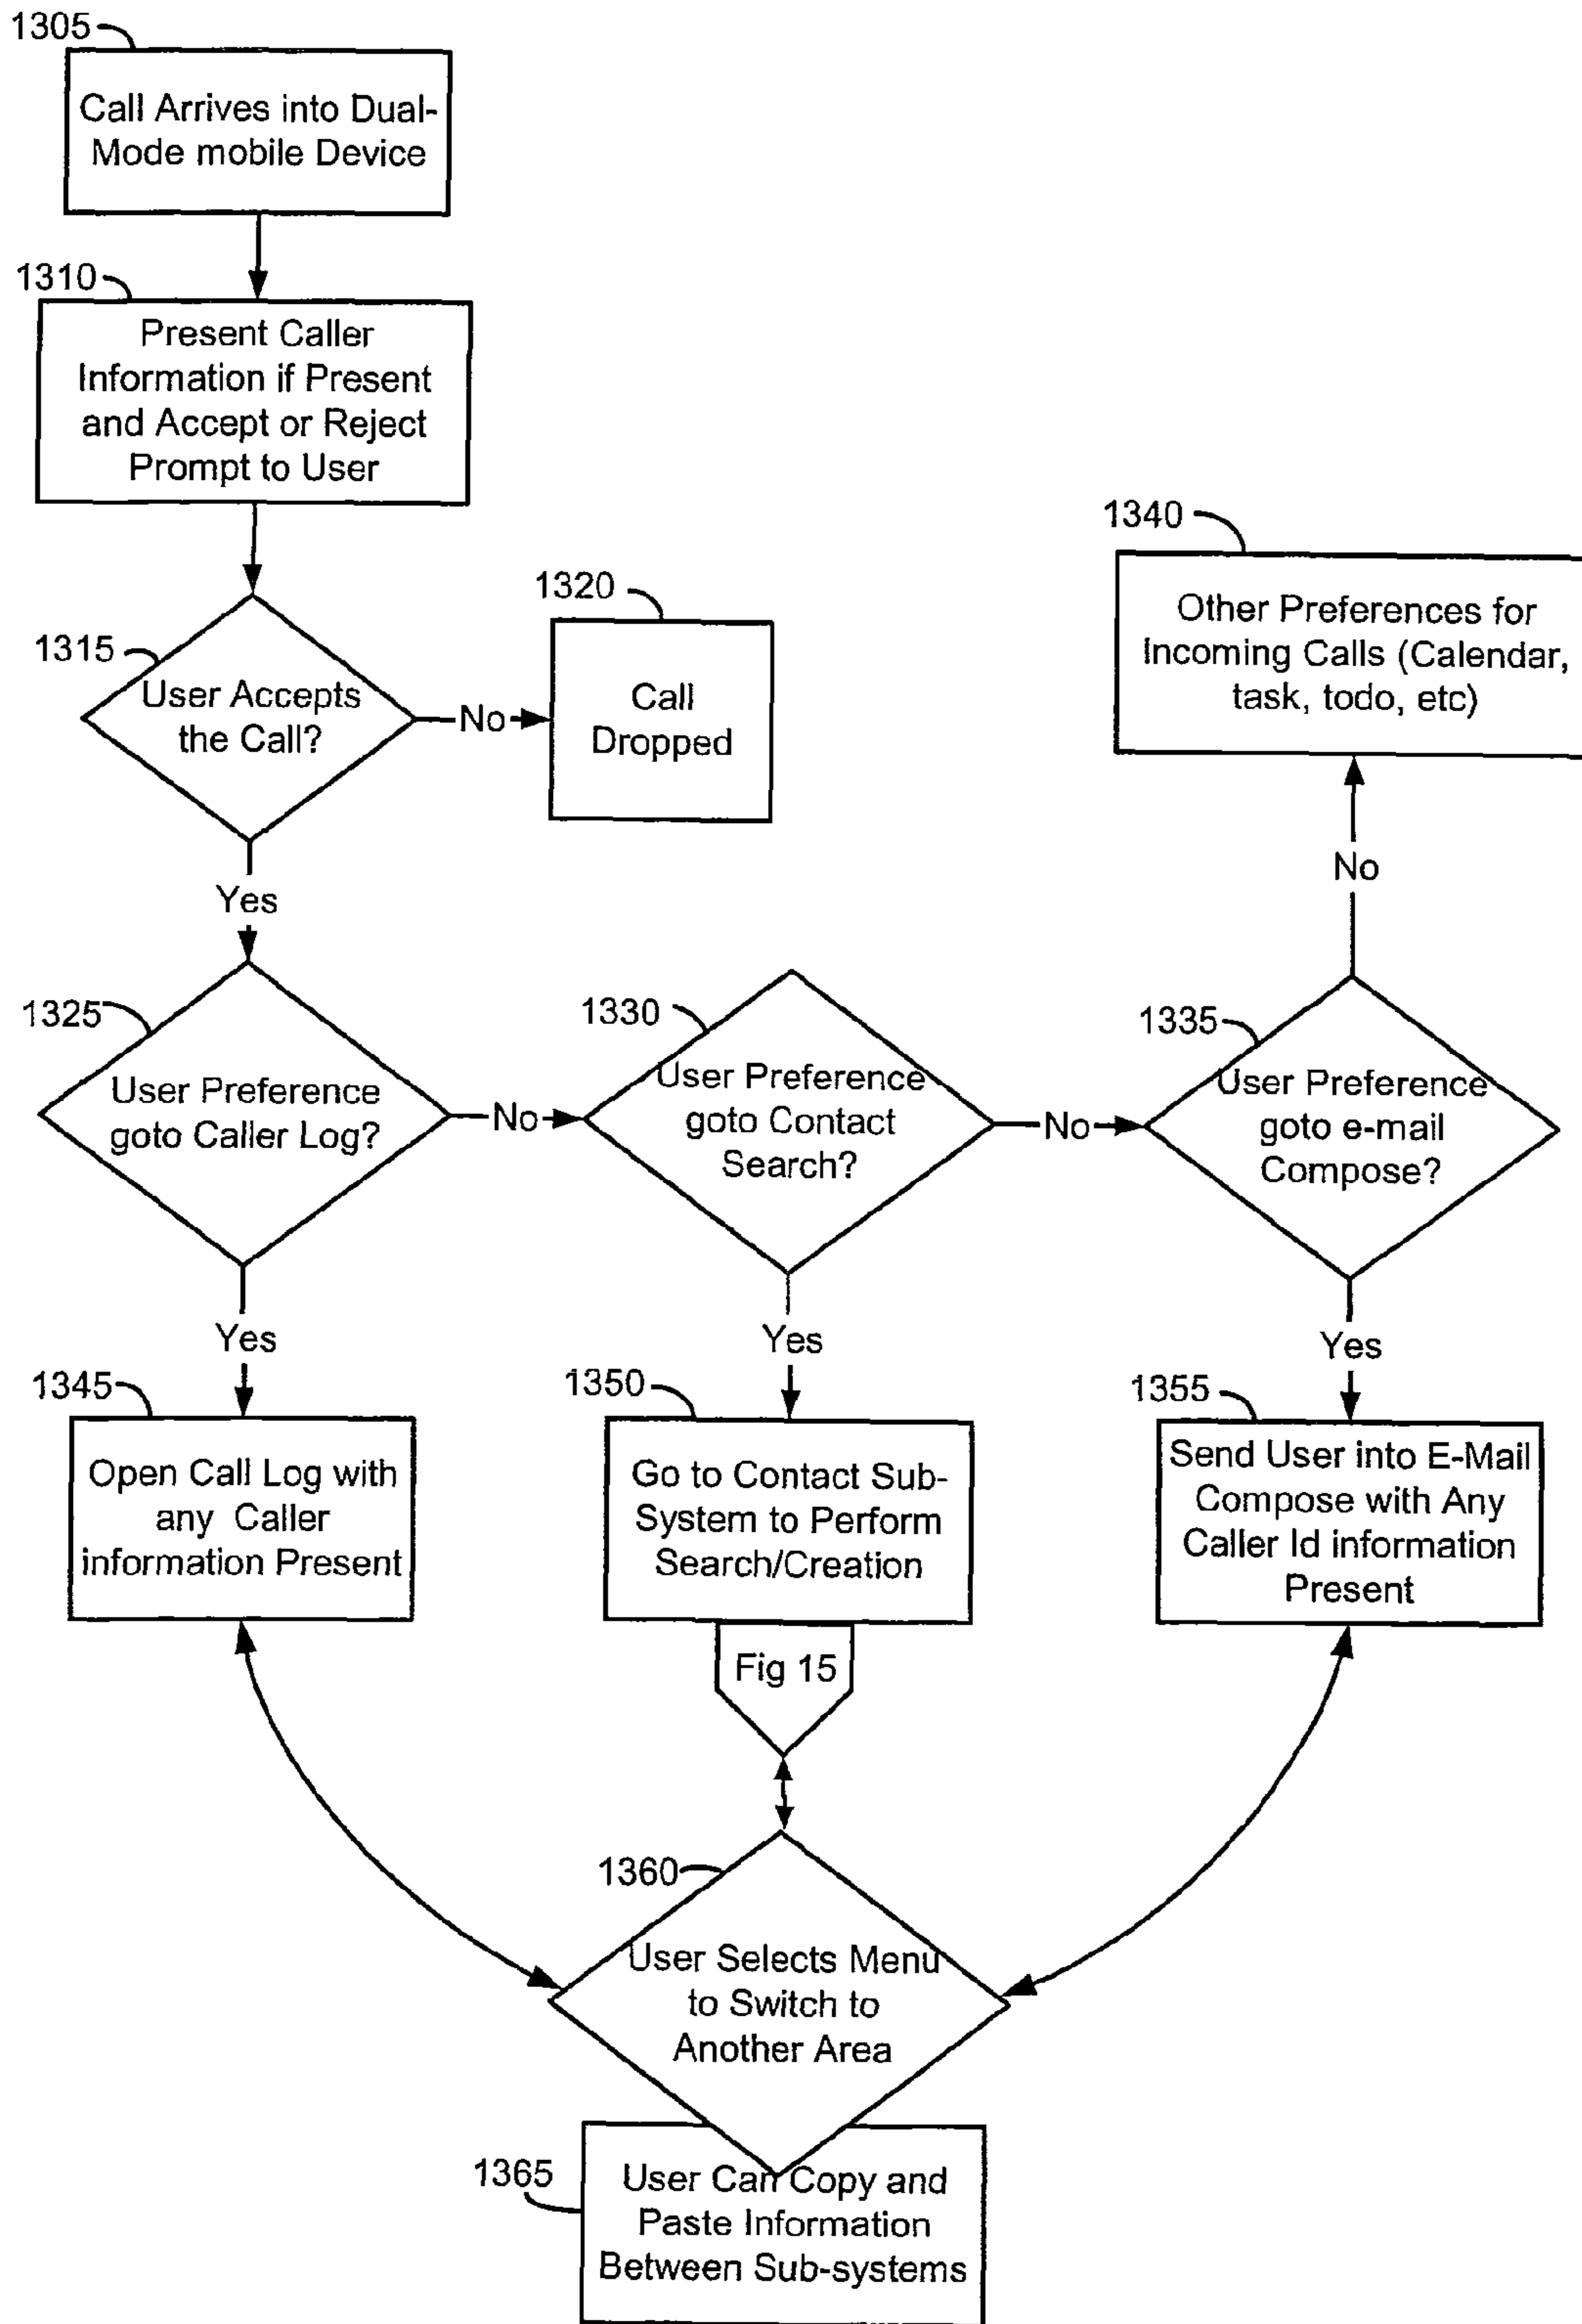 1305
Call Arrives into Dual-
Mode mobile Device
1310
Present Caller
Information if Present
and Accept or Reject
Prompt to User
1315
User Accepts
the Call?
No
1320
Call
Dropped
1340
Other Preferences for
Incoming Calls (Calendar,
task, todo, etc)
Yes
No
1325
User Preference
goto Caller Log?
No
1330
User Preference
goto Contact
Search?
No
1335
User Preference
goto e-mail
Compose?
Yes
Yes
Yes
1345
Open Call Log with
any Caller
information Present
1350
Go to Contact Sub-
System to Perform
Search/Creation
Fig 15
1355
Send User into E-Mail
Compose with Any
Caller Id information
Present
1360
User Selects Menu
to Switch to
Another Area
1365
User Can Copy and
Paste Information
Between Sub-systems